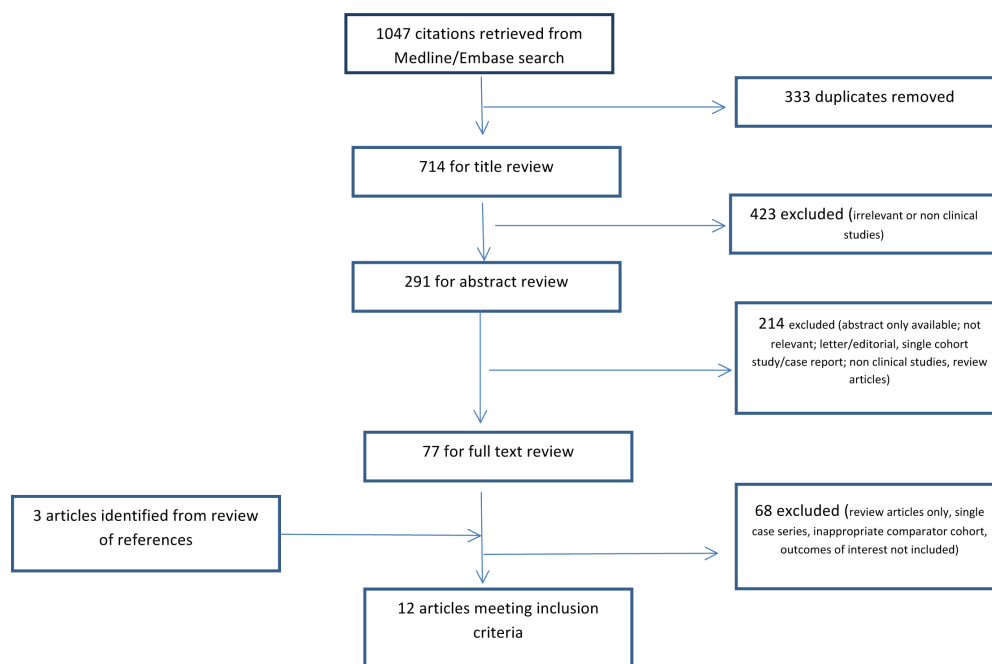 1047 citations retrieved from
Medline/Embase search
333 duplicates removed
714 for title review
423 excluded (irrelevant or non clinical
studies)
291 for abstract review
214 excluded (abstract only available; not
relevant; letter/editorial, single cohort
study/case report; non clinical studies, review
articles)
77 for full text review
3 articles identified from review
of references
68 excluded (review articles only, single
case series, inappropriate comparator cohort,
outcomes of interest not included)
12 articles meeting inclusion
criteria